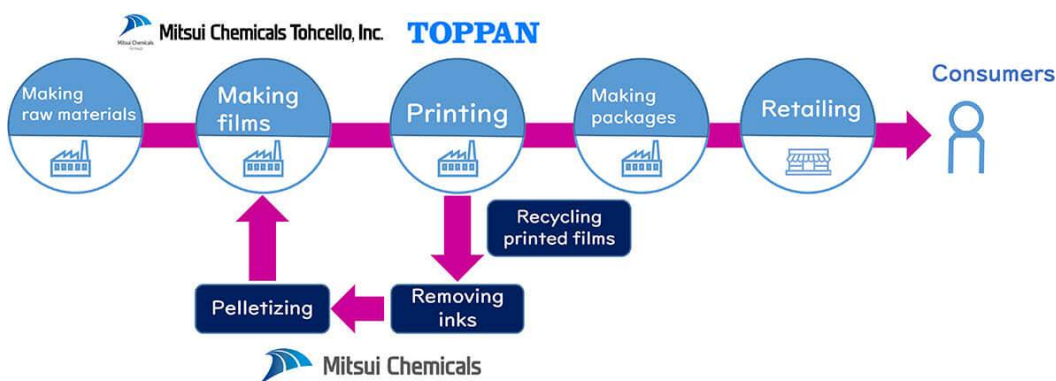 Mitsui Chemicals Tohcello, Inc.
TOPPAN
Making
raw materials
Making
films
Printing
Making
packages
Retailing
Consumers
Recycling
printed films
Pelletizing
Removing
inks
Mitsui Chemicals